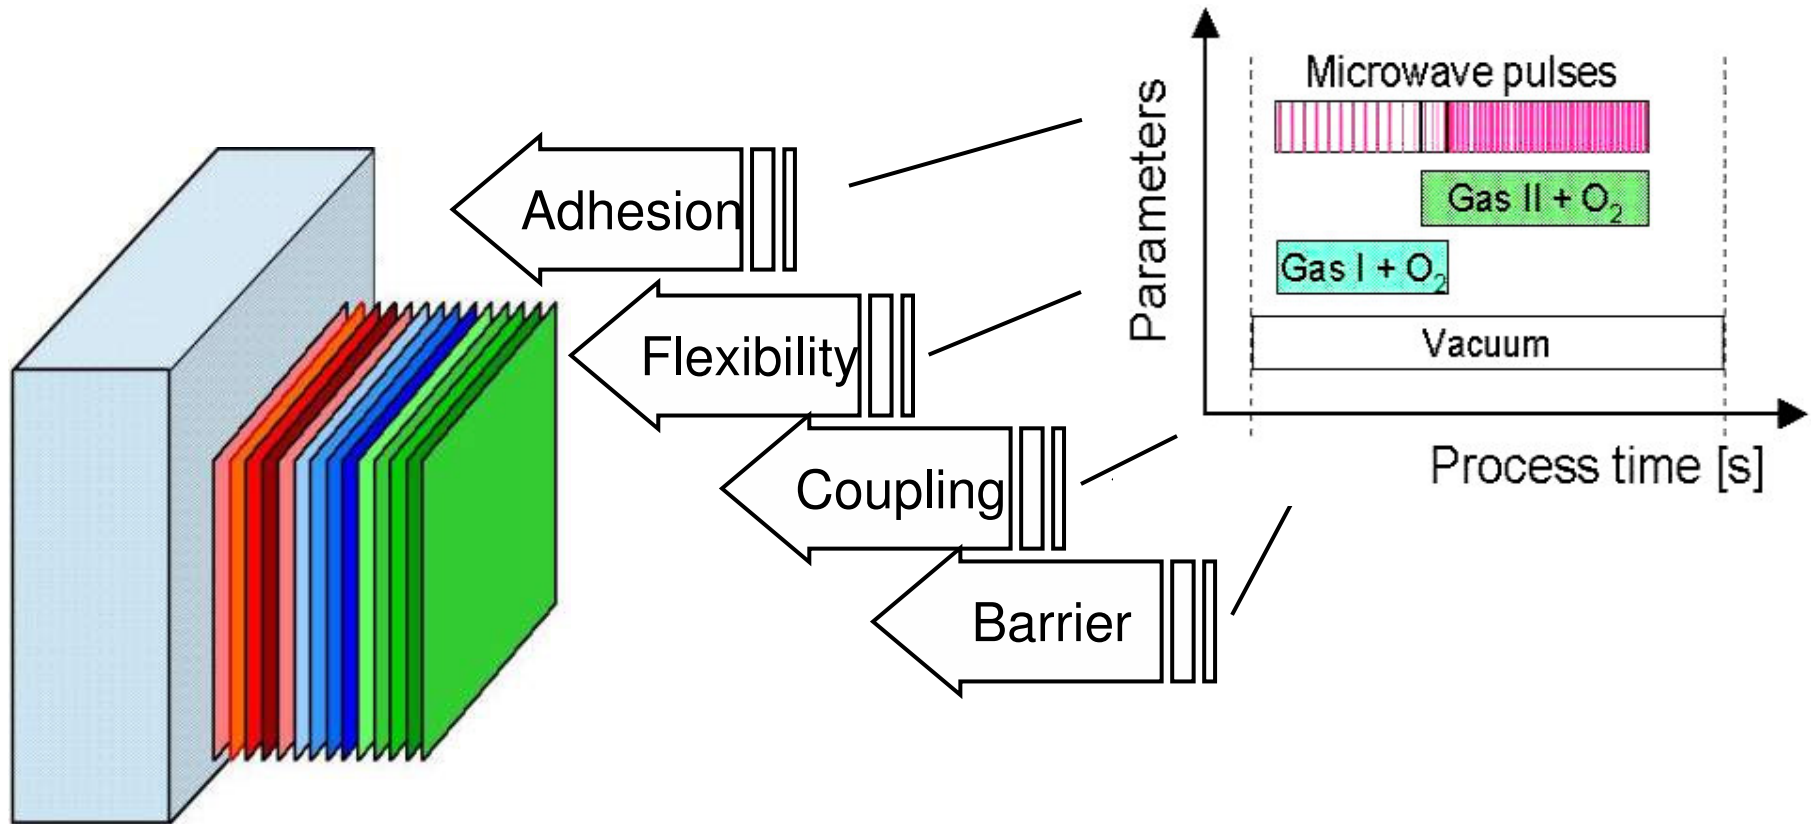 Adhesion
Flexibility
Coupling
Barrier
Parameters
Microwave pulses
Gas II + O₂
Gas I + O₂
Vacuum
Process time [s]